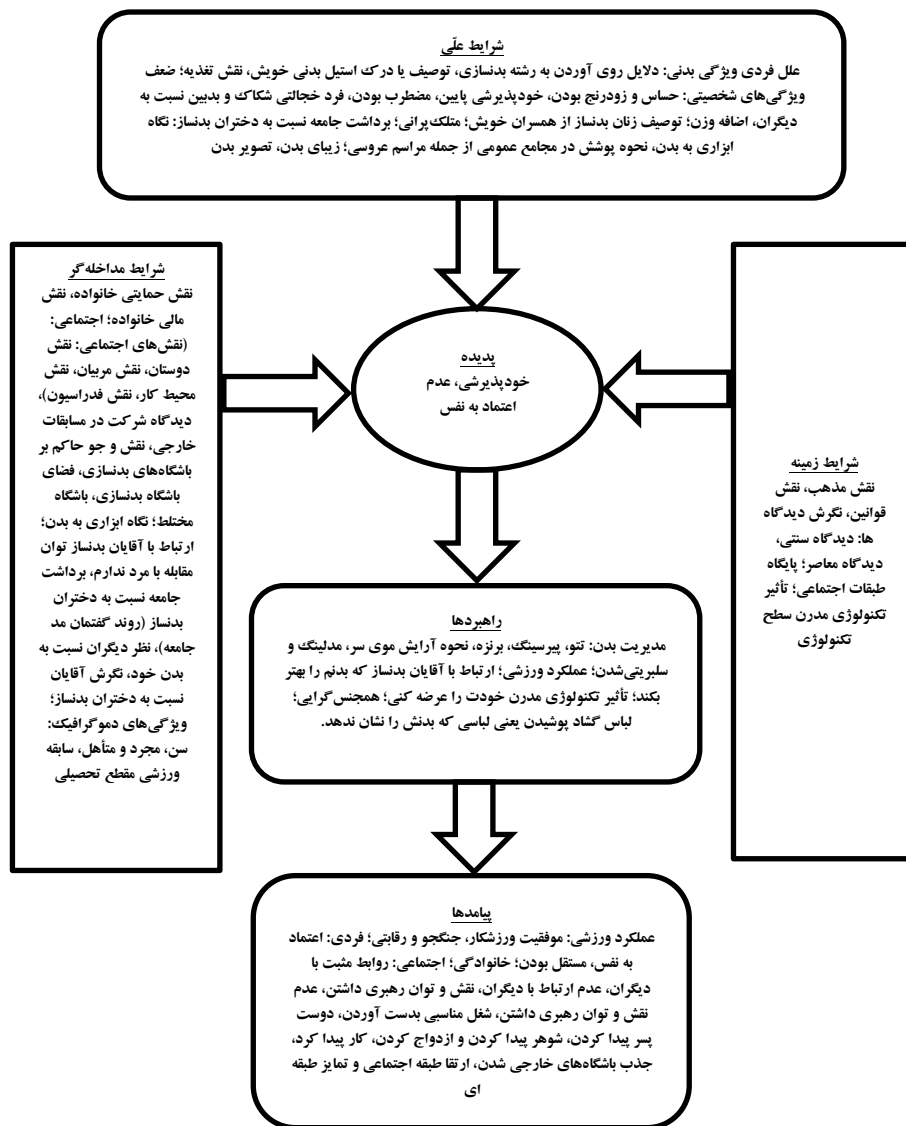 شرایط علّی
علل فردی ویژگی بدنی: دلایل روی آوردن به رشته بدنسازی، توصیف یا درک استیل بدنی خویش، نقش تغذیه؛ ضعف
ویژگی‌های شخصیتی: حساس و زودرنج بودن، خودپذیرشی پایین، مضطرب بودن، فرد خجالتی شکاک و بدبین نسبت به
دیگران، اضافه وزن؛ توصیف زنان بدنساز از همسران خویش؛ متلک‌پرانی؛ برداشت جامعه نسبت به دختران بدنساز: نگاه
ابزاری به بدن، نحوه پوشش در مجامع عمومی از جمله مراسم عروسی؛ زیبای بدن، تصویر بدن
شرایط زمینه
نقش مذهب، نقش
قوانین، نگرش دیدگاه
ها: دیدگاه سنتی،
دیدگاه معاصر؛ پایگاه
طبقات اجتماعی؛ تأثیر
تکنولوژی مدرن سطح
تکنولوژی
پدیده
خودپذیرشی، عدم
اعتماد به نفس
شرایط مداخله‌گر
نقش حمایتی خانواده، نقش
مالی خانواده؛ اجتماعی:
(نقش‌های اجتماعی: نقش
دوستان، نقش مربیان، نقش
محیط کار، نقش فدراسیون)،
دیدگاه شرکت در مسابقات
خارجی، نقش و جو حاکم بر
باشگاه‌های بدنسازی، فضای
باشگاه بدنسازی، باشگاه
مختلط؛ نگاه ابزاری به بدن؛
ارتباط با آقایان بدنساز توان
مقابله با مرد ندارم، برداشت
جامعه نسبت به دختران
بدنساز (روند گفتمان مد
جامعه)، نظر دیگران نسبت به
بدن خود، نگرش آقایان
نسبت به دختران بدنساز؛
ویژگی‌های دموگرافیک:
سن، مجرد و متأهل، سابقه
ورزشی مقطع تحصیلی
راهبردها
مدیریت بدن: تتو، پیرسینگ، برنزه، نحوه آرایش موی سر، مدلینگ و
سلبریتی‌شدن؛ عملکرد ورزشی؛ ارتباط با آقایان بدنساز که بدنم را بهتر
بکند؛ تأثیر تکنولوژی مدرن خودت را عرضه کنی؛ همجنس‌گرایی؛
لباس گشاد پوشیدن یعنی لباسی که بدنش را نشان ندهد.
پیامدها
عملکرد ورزشی: موفقیت ورزشکار، جنگجو و رقابتی؛ فردی: اعتماد
به نفس، مستقل بودن؛ خانوادگی؛ اجتماعی: روابط مثبت با
دیگران، عدم ارتباط با دیگران، نقش و توان رهبری داشتن، عدم
نقش و توان رهبری داشتن، شغل مناسبی بدست آوردن، دوست
پسر پیدا کردن، شوهر پیدا کردن و ازدواج کردن، کار پیدا کرد،
جذب باشگاه‌های خارجی شدن، ارتقا طبقه اجتماعی و تمایز طبقه
ای